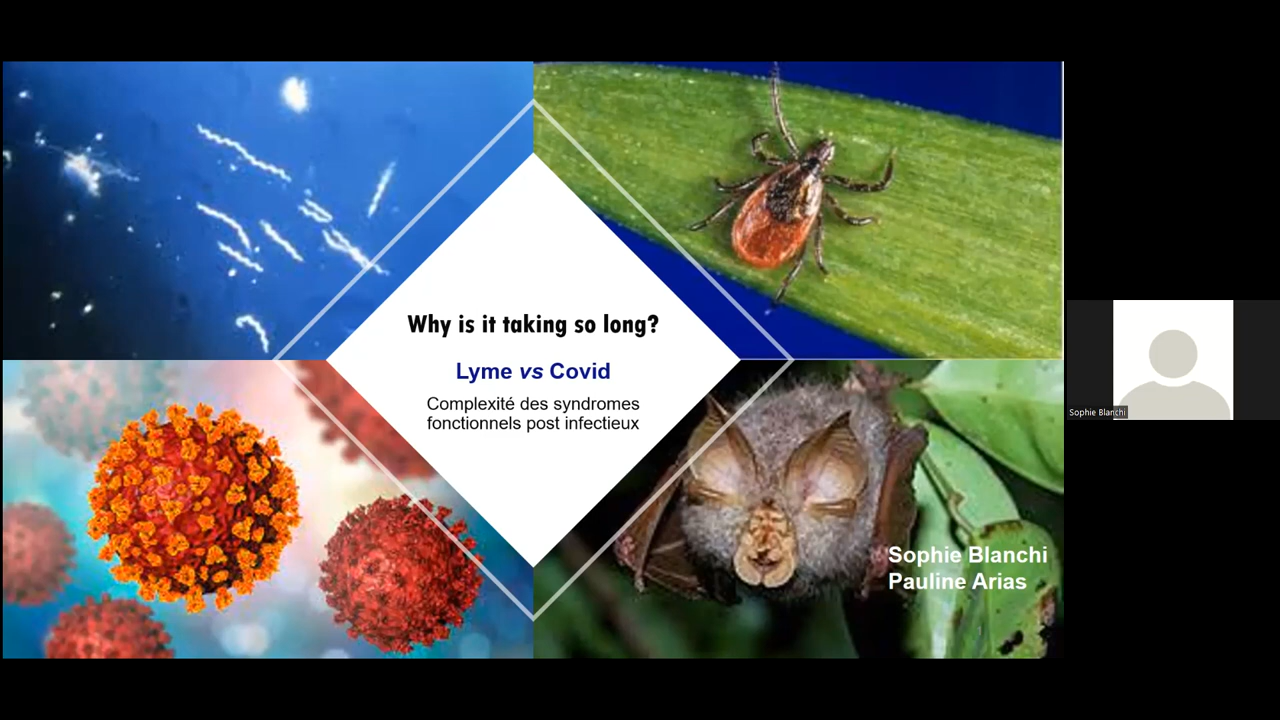 Why is it taking so long?
Lyme vs Covid
Complexité des syndromes
fonctionnels post infectieux
Sophie Blanchi
Pauline Arias
Sophie Blanchi